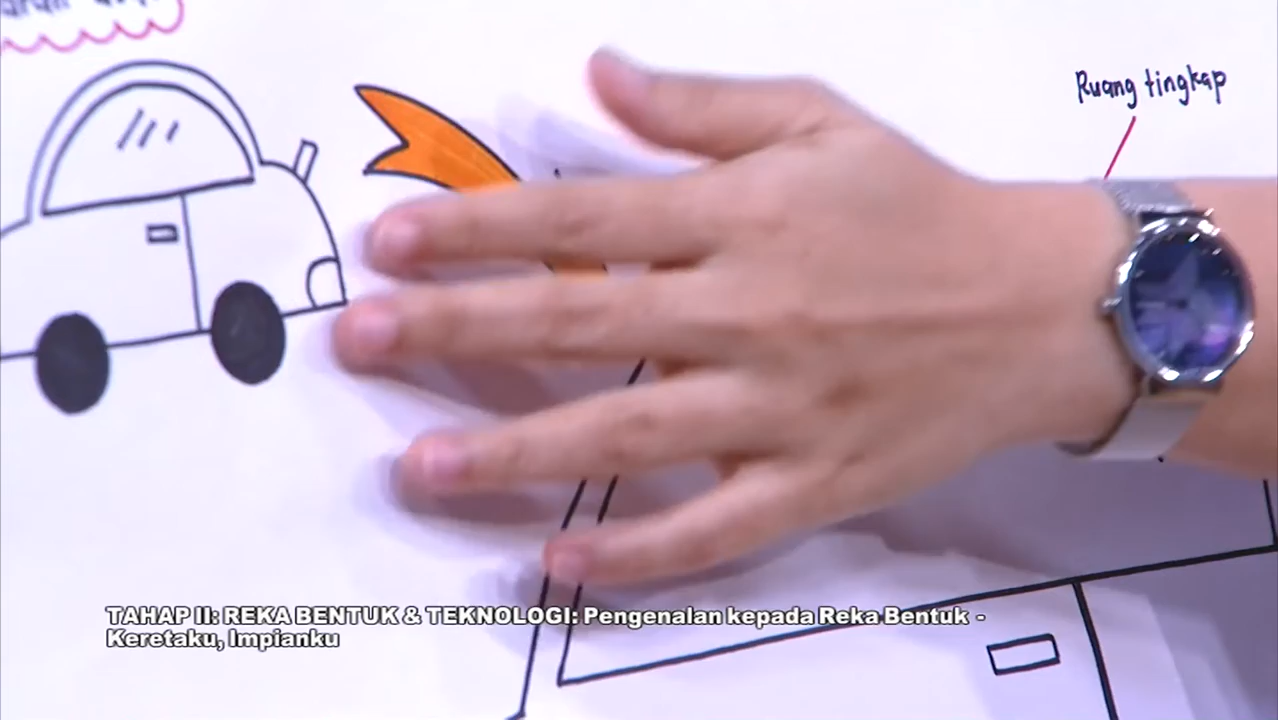 Ruang tingkap
TAHAP II: REKA BENTUK & TEKNOLOGI: Pengenalan kepada Reka Bentuk -
Keretaku, Impianku